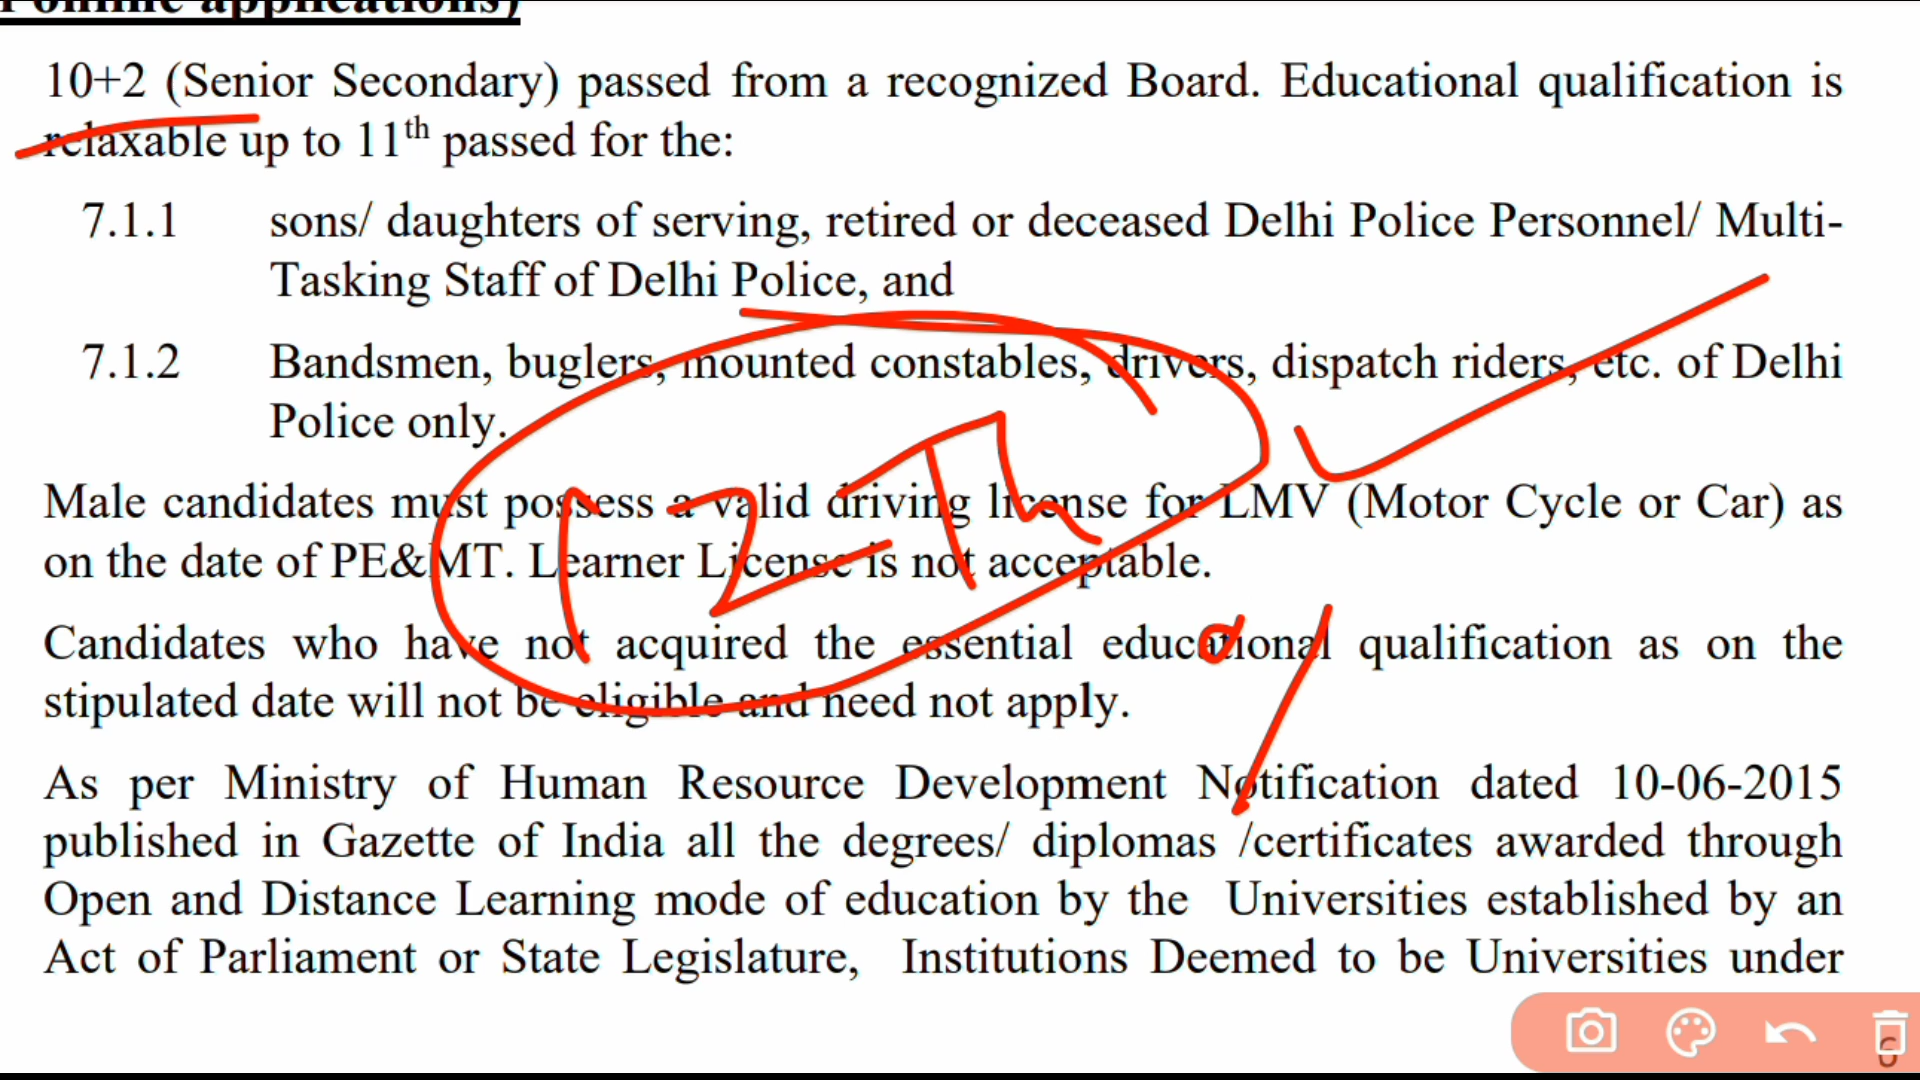 online applications)
10+2 (Senior Secondary) passed from a recognized Board. Educational qualification is
relaxable up to 11th passed for the:
7.1.1 sons/ daughters of serving, retired or deceased Delhi Police Personnel/ Multi-
Tasking Staff of Delhi Police, and
7.1.2 Bandsmen, buglers, mounted constables, drivers, dispatch riders, etc. of Delhi
Police only.
Male candidates must possess a valid driving license for LMV (Motor Cycle or Car) as
on the date of PE&MT. Learner License is not acceptable.
Candidates who have not acquired the essential educational qualification as on the
stipulated date will not be eligible and need not apply.
As per Ministry of Human Resource Development Notification dated 10-06-2015
published in Gazette of India all the degrees/ diplomas /certificates awarded through
Open and Distance Learning mode of education by the Universities established by an
Act of Parliament or State Legislature, Institutions Deemed to be Universities under
12th
6